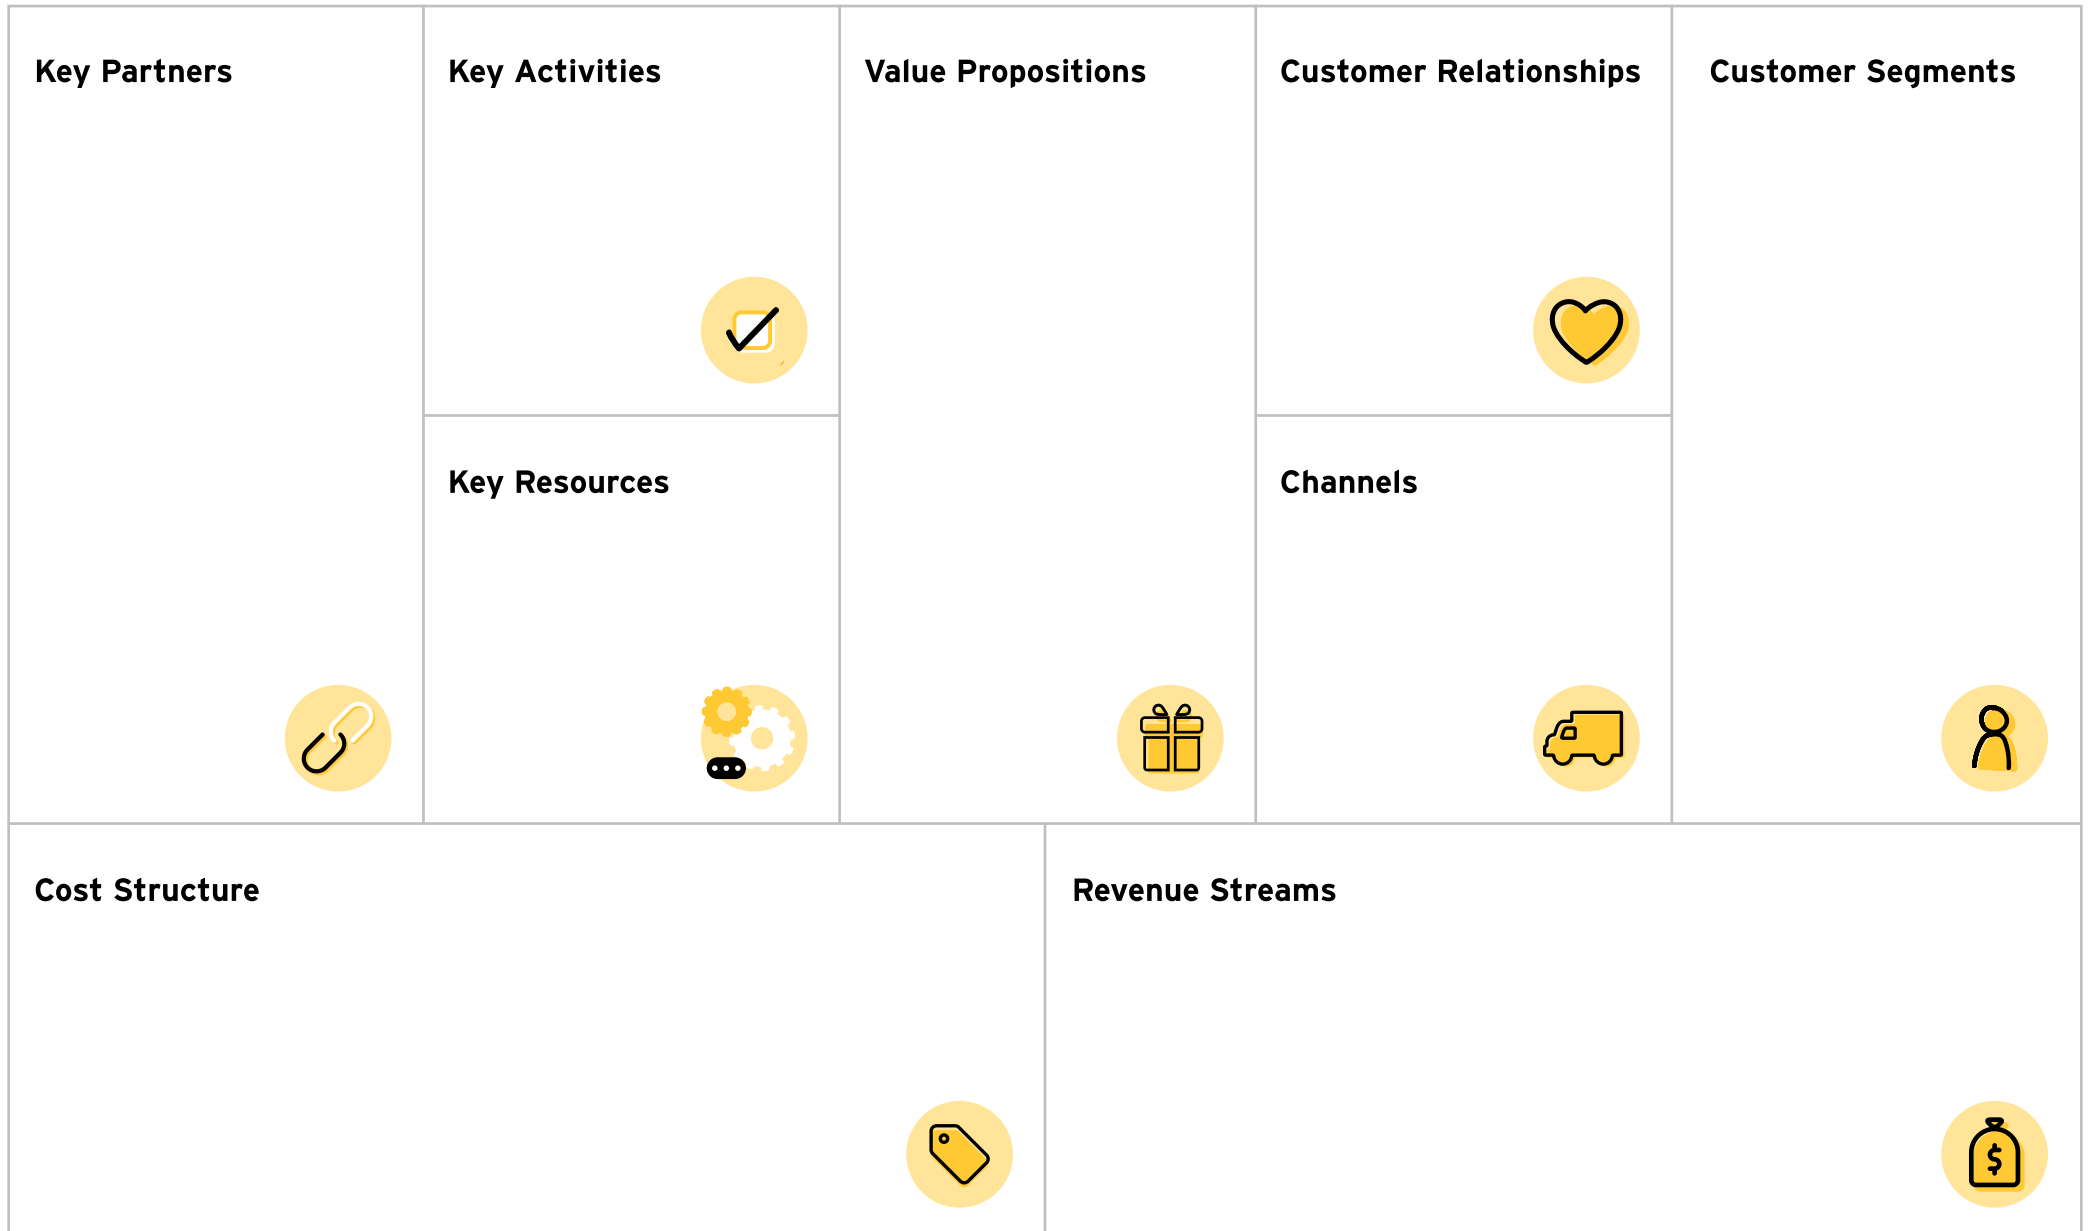 Key Partners
Key Activities
Value Propositions
Customer Relationships
Customer Segments
Key Resources
Channels
Cost Structure
Revenue Streams
$